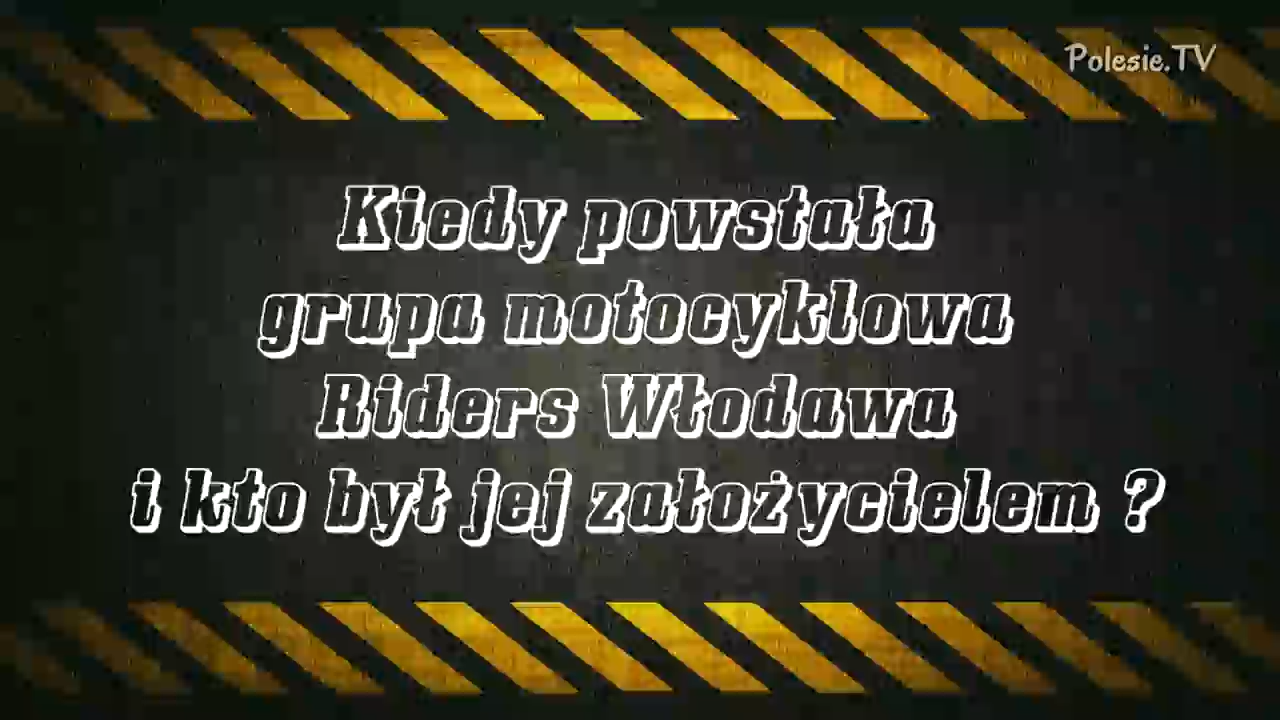 Polesie.TV
Kiedy powstała
grupa motocyklowa
Riders Włodawa
i kto był jej założycielem ?